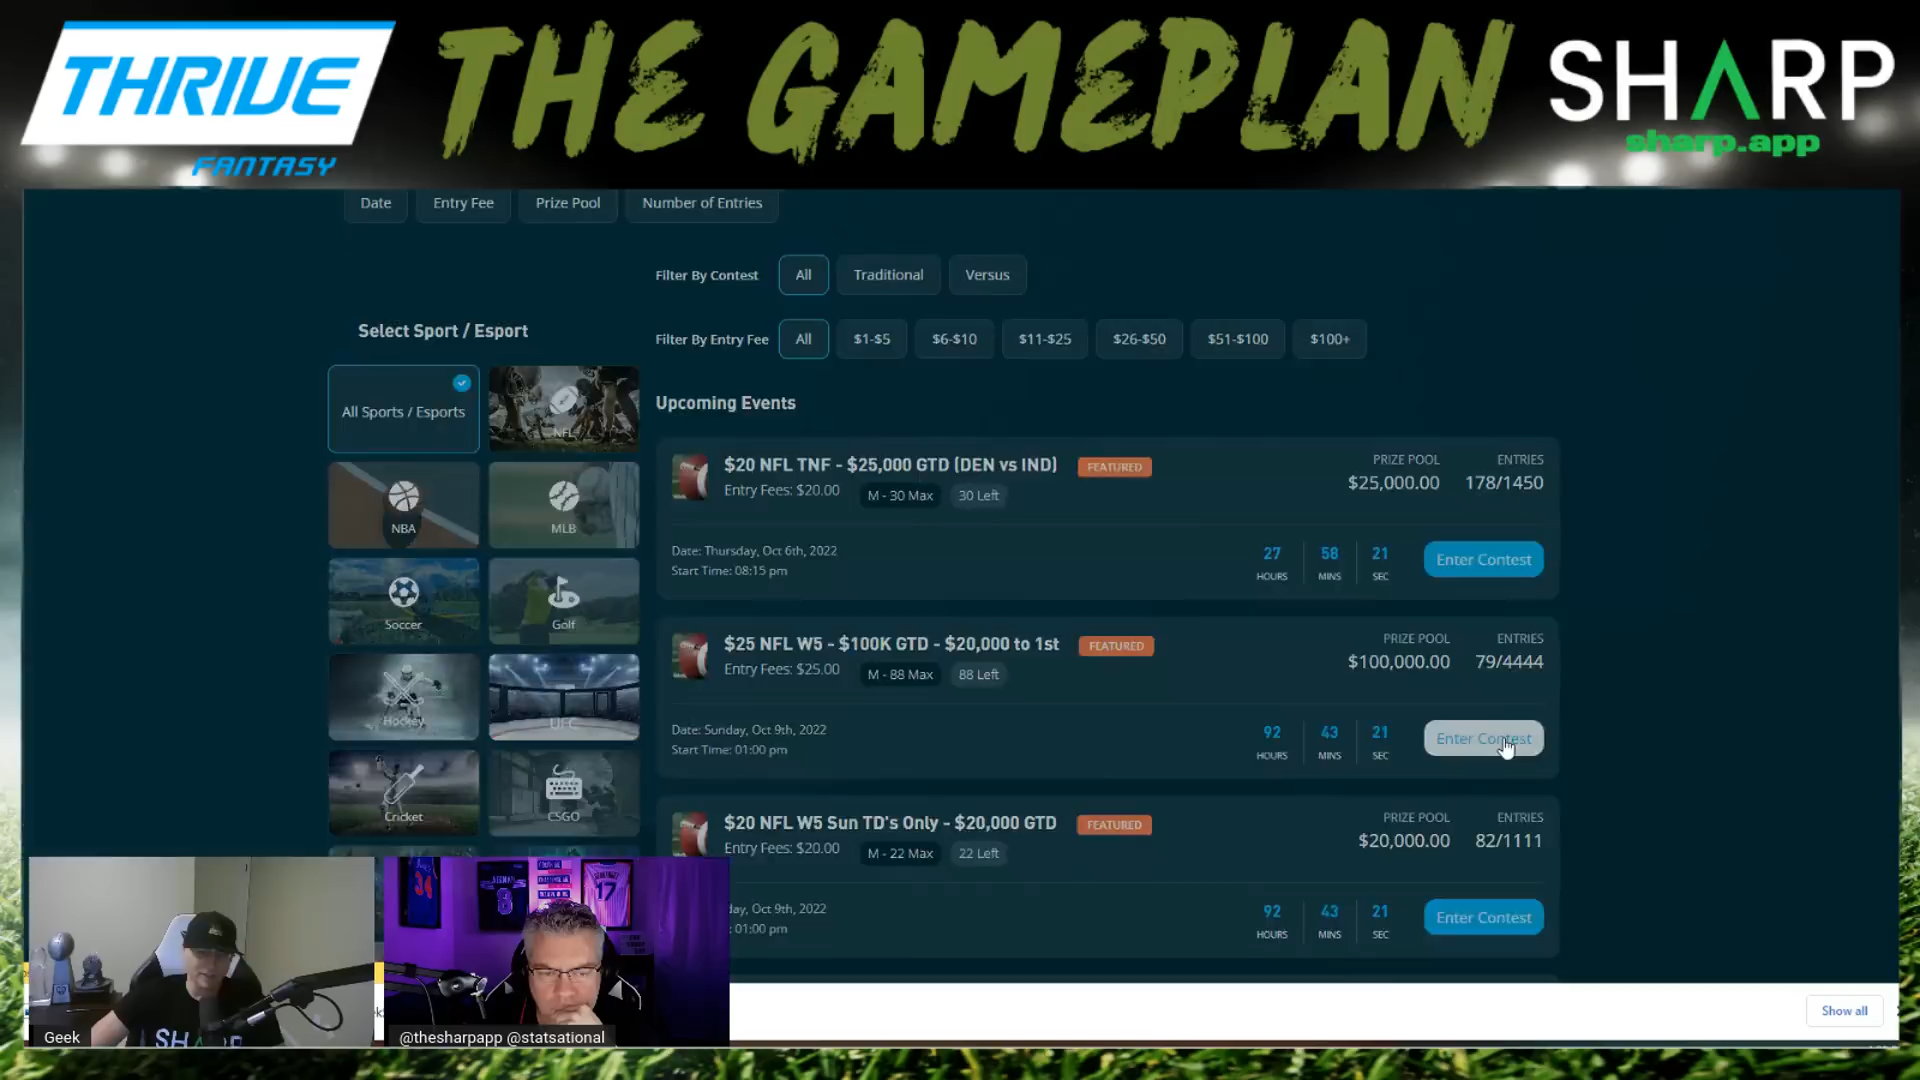 THRIVE
FANTASY
THE GAMEPLAN
SHARP
sharp.app
Date
Entry Fee
Prize Pool
Number of Entries
Filter By Contest
All
Traditional
Versus
Select Sport / Esport
Filter By Entry Fee
All
$1-$5
$6-$10
$11-$25
$26-$50
$51-$100
$100+
All Sports / Esports
NFL
NBA
MLB
Soccer
Golf
Hockey
UFC
Cricket
CSGO
Upcoming Events
$20 NFL TNF - $25,000 GTD (DEN vs IND)
FEATURED
Entry Fees: $20.00
M - 30 Max
30 Left
PRIZE POOL
$25,000.00
ENTRIES
178/1450
Date: Thursday, Oct 6th, 2022
Start Time: 08:15 pm
27
HOURS
58
MINS
21
SEC
Enter Contest
$25 NFL W5 - $100K GTD - $20,000 to 1st
FEATURED
Entry Fees: $25.00
M - 88 Max
88 Left
PRIZE POOL
$100,000.00
ENTRIES
79/4444
Date: Sunday, Oct 9th, 2022
Start Time: 01:00 pm
92
HOURS
43
MINS
21
SEC
Enter Contest
$20 NFL W5 Sun TD's Only - $20,000 GTD
FEATURED
Entry Fees: $20.00
M - 22 Max
22 Left
PRIZE POOL
$20,000.00
ENTRIES
82/1111
day, Oct 9th, 2022
: 01:00 pm
92
HOURS
43
MINS
21
SEC
Enter Contest
Show all
34
8
17
Geek
@thesharpapp @statsational